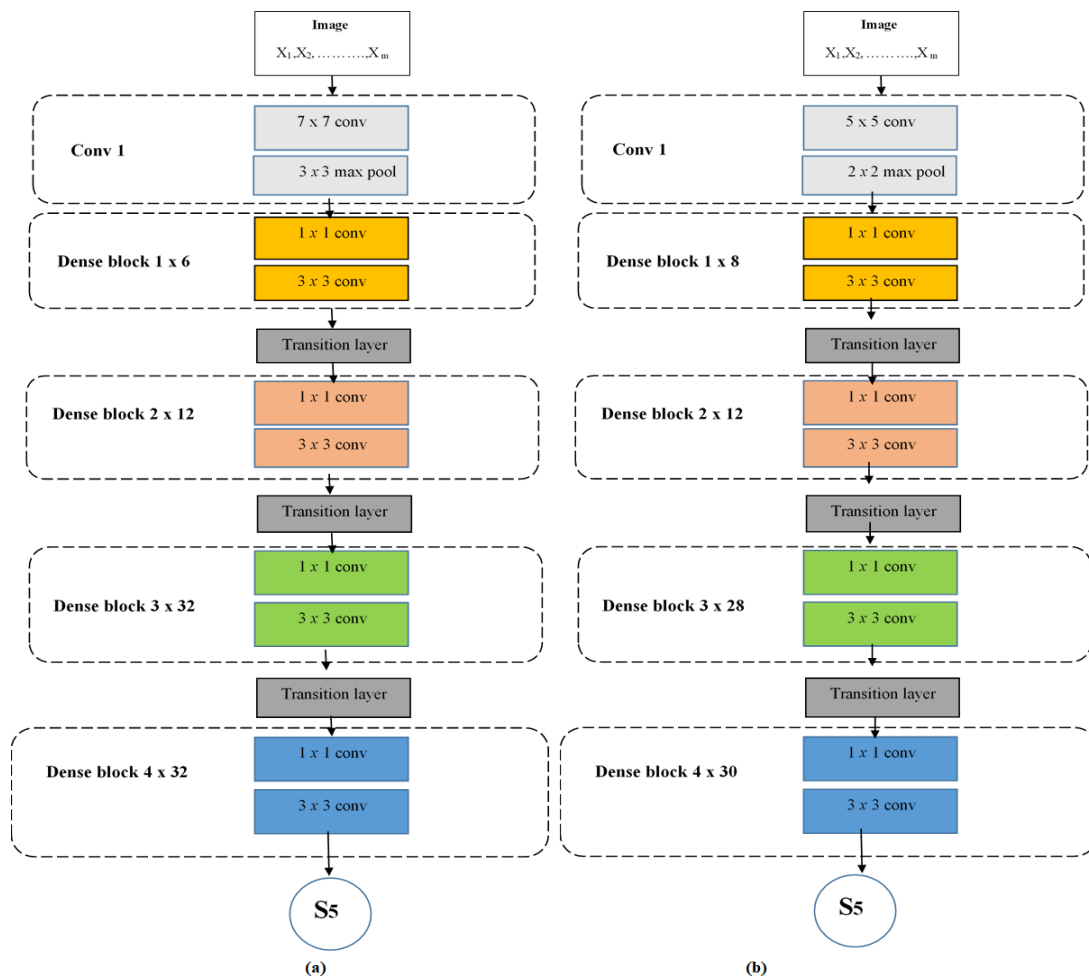 Image
X1,X2, ……….,X m
7 x 7 conv
Conv 1
3 x 3 max pool
1 x 1 conv
Dense block 1 x 6
3 x 3 conv
Transition layer
1 x 1 conv
Dense block 2 x 12
3 x 3 conv
Transition layer
1 x 1 conv
Dense block 3 x 32
3 x 3 conv
Transition layer
1 x 1 conv
Dense block 4 x 32
3 x 3 conv
S5
(a)
Image
X1,X2, ……….,X m
5 x 5 conv
Conv 1
2 x 2 max pool
1 x 1 conv
Dense block 1 x 8
3 x 3 conv
Transition layer
1 x 1 conv
Dense block 2 x 12
3 x 3 conv
Transition layer
1 x 1 conv
Dense block 3 x 28
3 x 3 conv
Transition layer
1 x 1 conv
Dense block 4 x 30
3 x 3 conv
S5
(b)